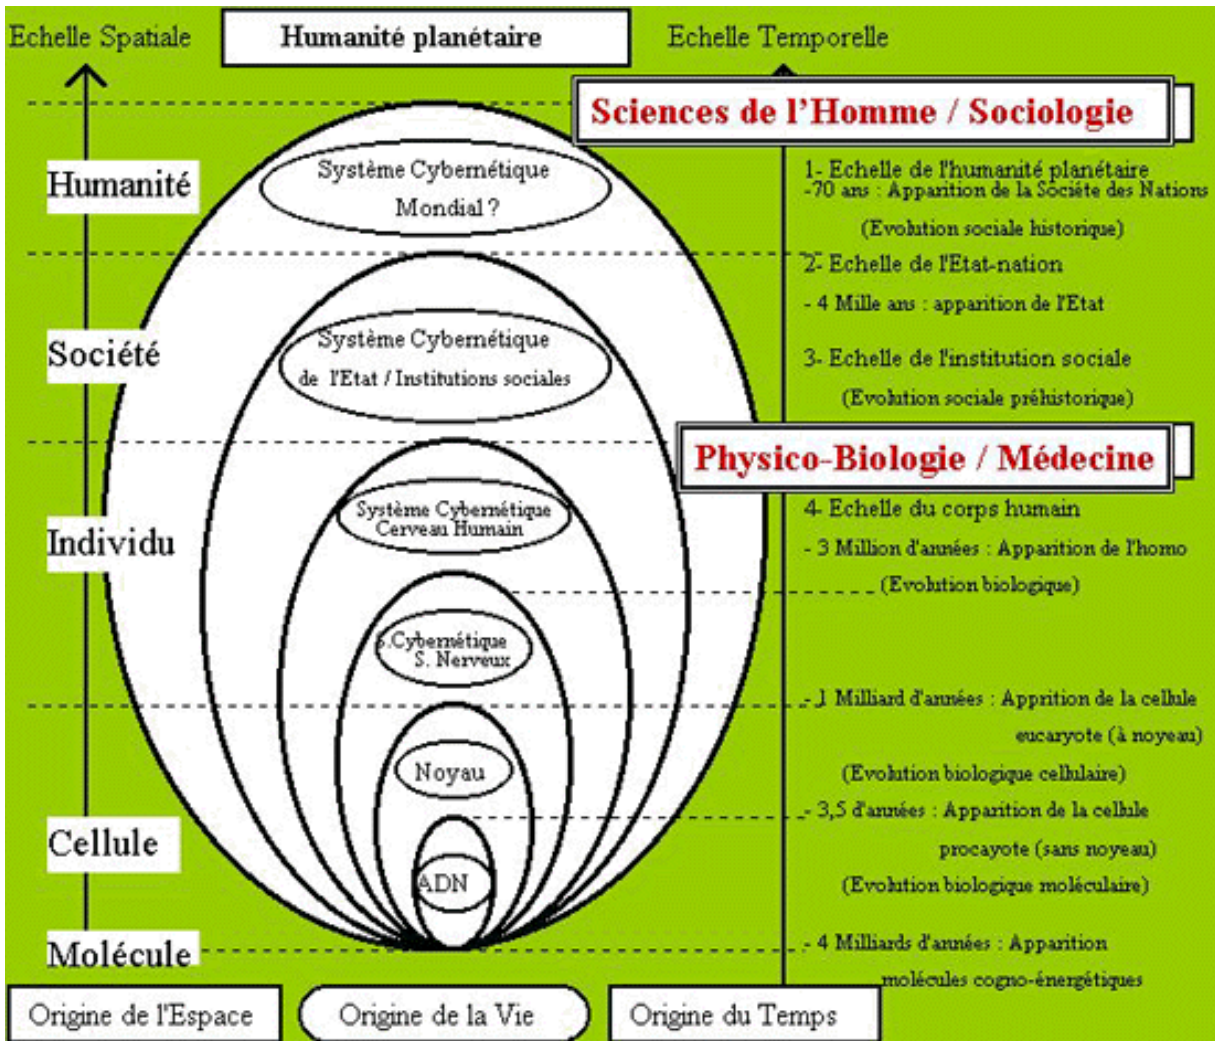 Echelle Spatiale
Humanité planétaire
Echelle Temporelle
Sciences de l'Homme / Sociologie
Humanité
Système Cybernétique
Mondial ?
1- Echelle de l'humanité planétaire
-70 ans : Apparition de la Sociéte des Nations
(Evolution sociale historique)
2- Echelle de l'Etat-nation
- 4 Mille ans : apparition de l'Etat
Société
Système Cybernétique
de l'Etat / Institutions sociales
3- Echelle de l'institution sociale
(Evolution sociale préhistorique)
Physico-Biologie / Médecine
Individu
Système Cybernétique
Cerveau Humain
4- Echelle du corps humain
- 3 Million d'années : Apparition de l'homo
(Evolution biologique)
s.Cybernétique
S. Nerveux
- 1 Milliard d'années : Apprition de la cellule
eucaryote (à noyeau)
Noyau
(Evolution biologique cellulaire)
- 3,5 d'années : Apparition de la cellule
procayote (sans noyeau)
Cellule
ADN
(Evolution biologique moléculaire)
Molécule
- 4 Milliards d'années : Apparition
molécules cogno-énergétiques
Origine de l'Espace
Origine de la Vie
Origine du Temps